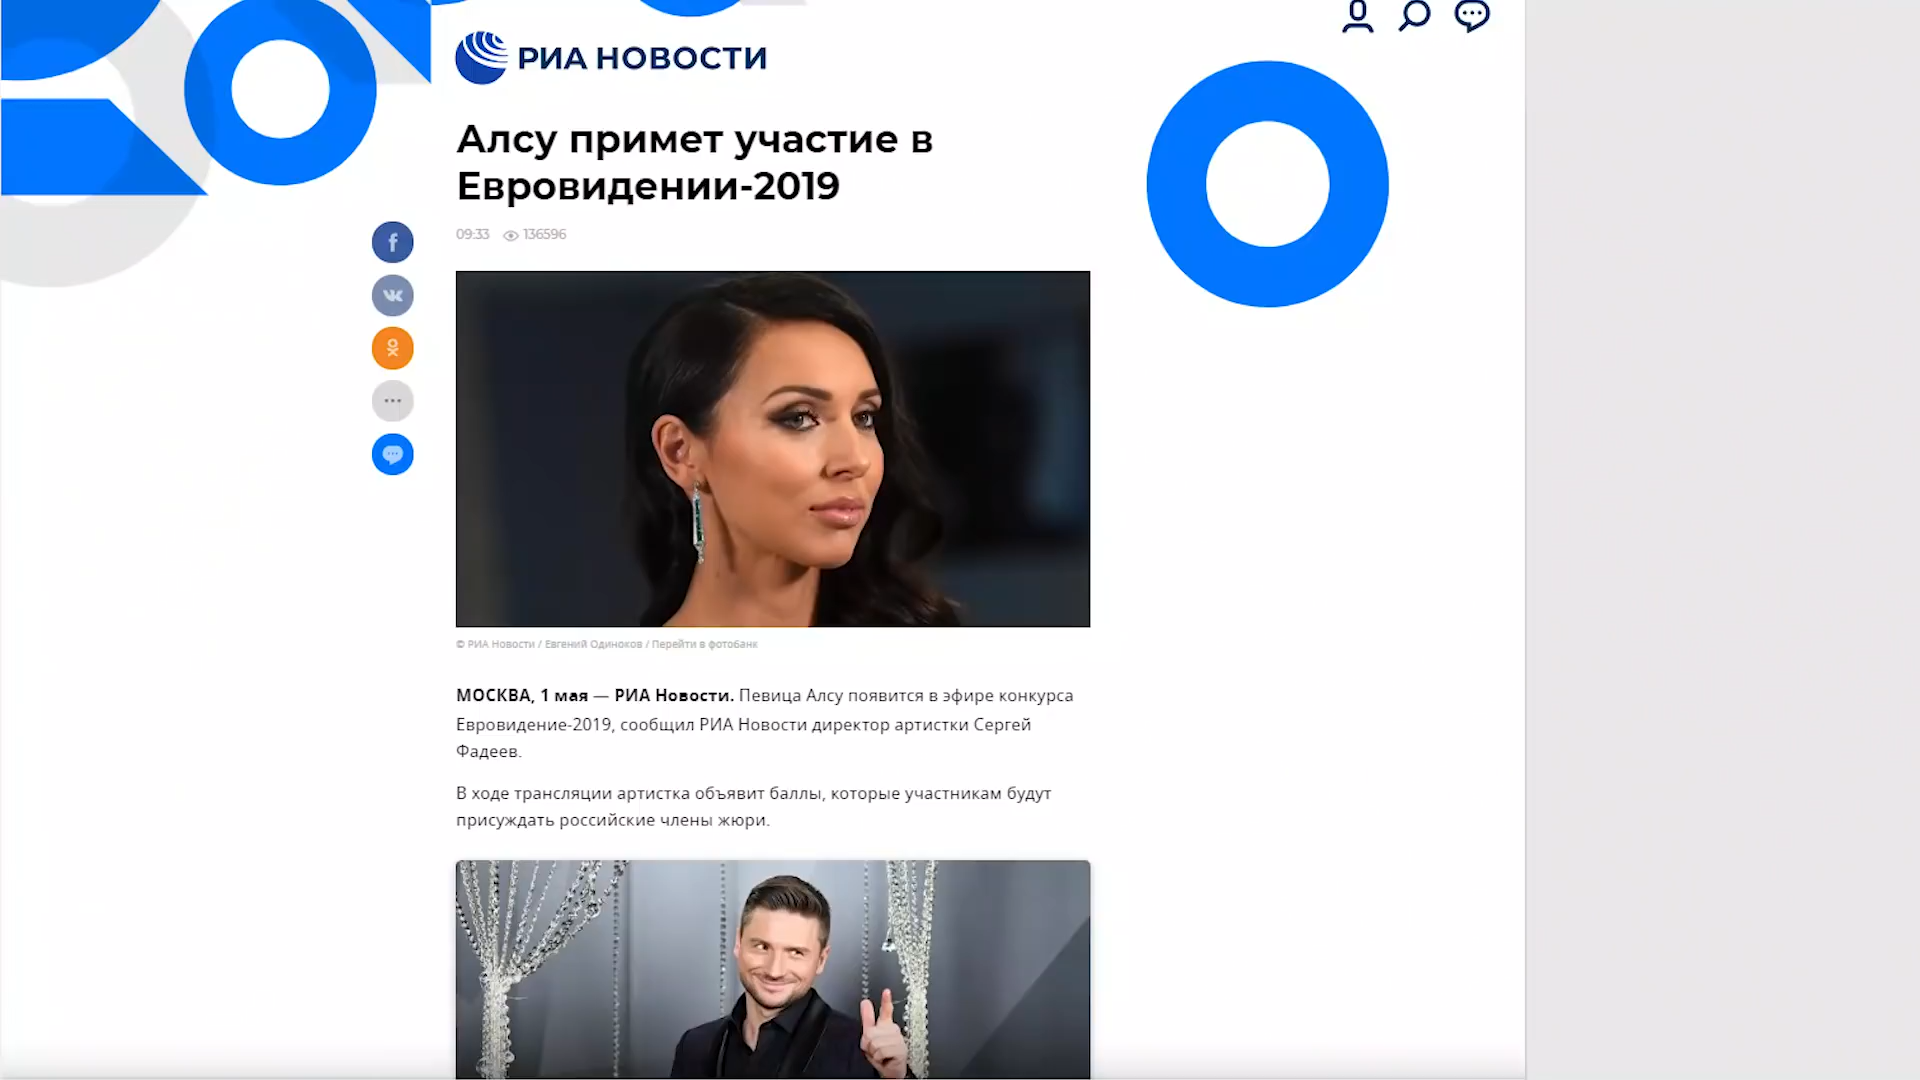 РИА НОВОСТИ
Алсу примет участие в
Евровидении-2019
09:33 136596
© РИА Новости / Евгений Одиноков / Перейти в фотобанк
МОСКВА, 1 мая — РИА Новости. Певица Алсу появится в эфире конкурса
Евровидение-2019, сообщил РИА Новости директор артистки Сергей
Фадеев.
В ходе трансляции артистка объявит баллы, которые участникам будут
присуждать российские члены жюри.